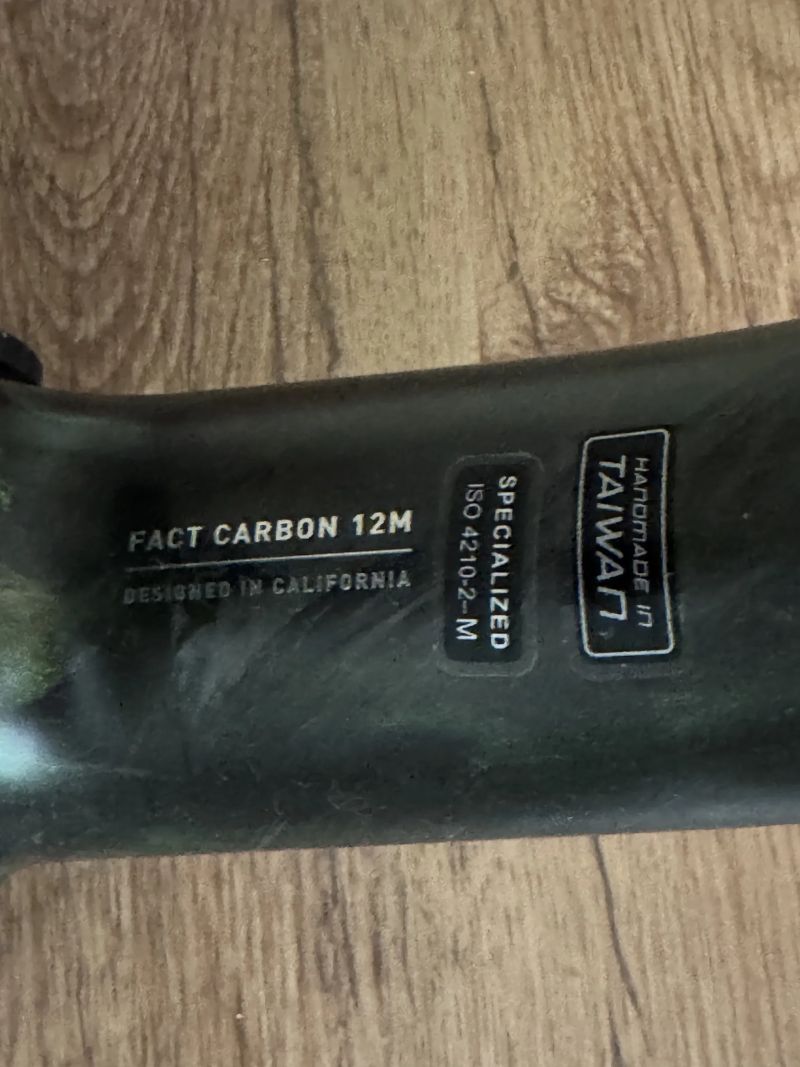 FACT CARBON 12M
DESIGNED IN CALIFORNIA
SPECIALIZED
ISO 4210-2-M
HANDMADE IN
TAIWAN